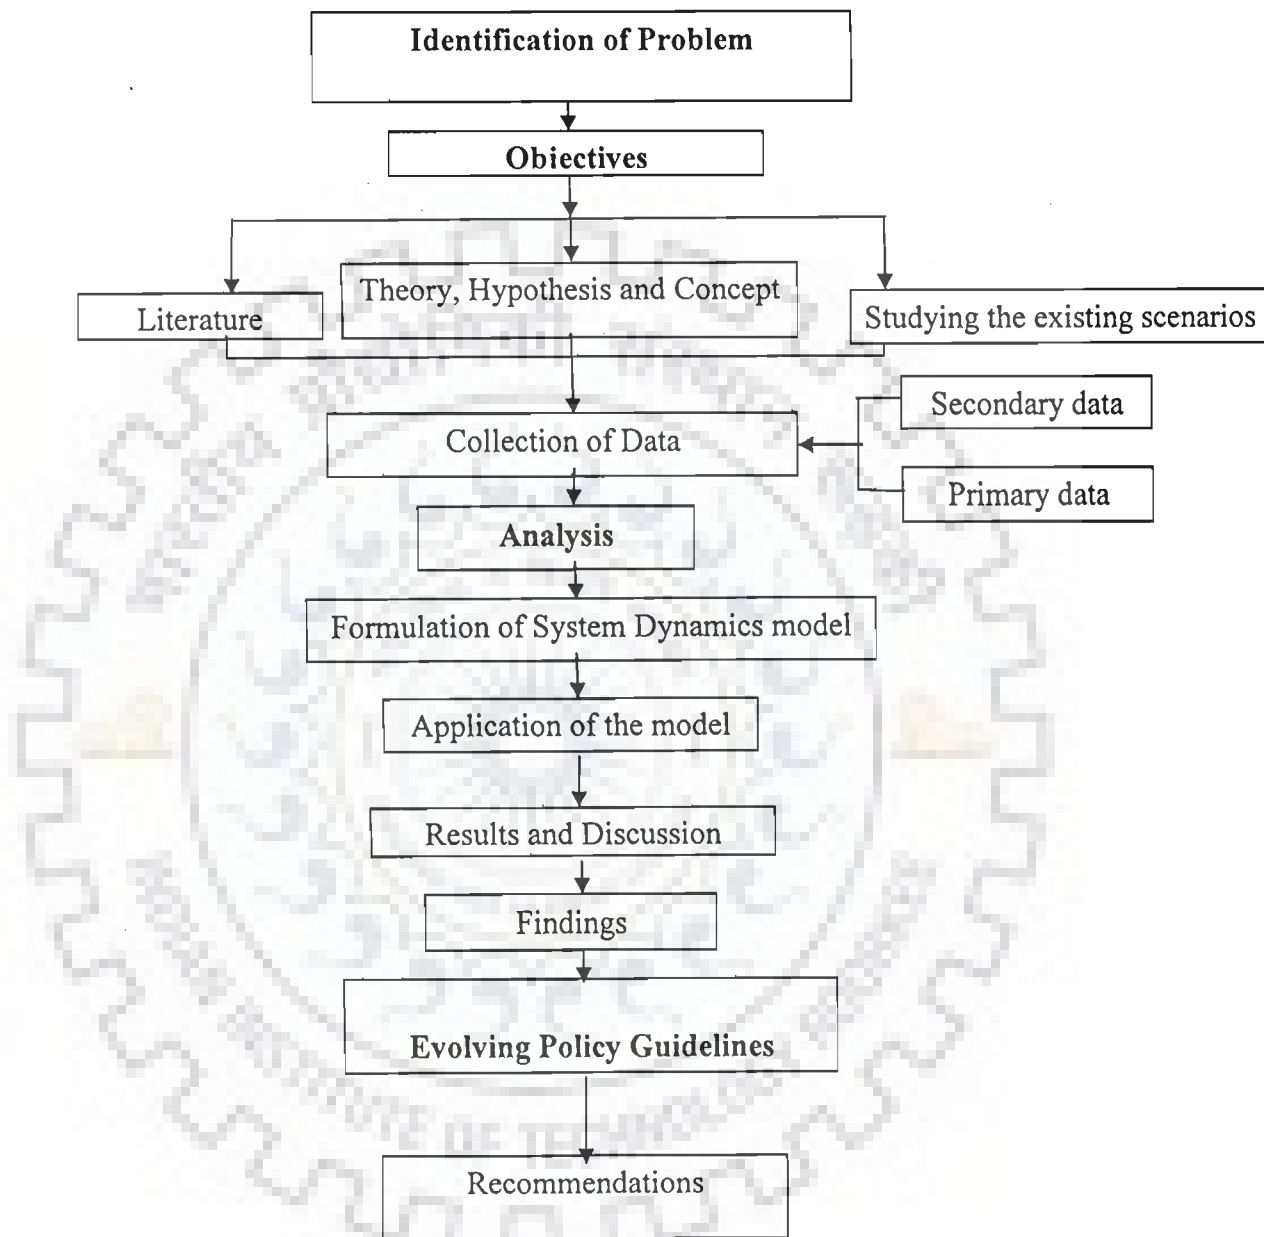 Identification of Problem
Obiectives
Theory, Hypothesis and Concept
Literature
Studying the existing scenarios
Secondary data
Collection of Data
Primary data
Analysis
Formulation of System Dynamics model
Application of the model
Results and Discussion
Findings
Evolving Policy Guidelines
Recommendations